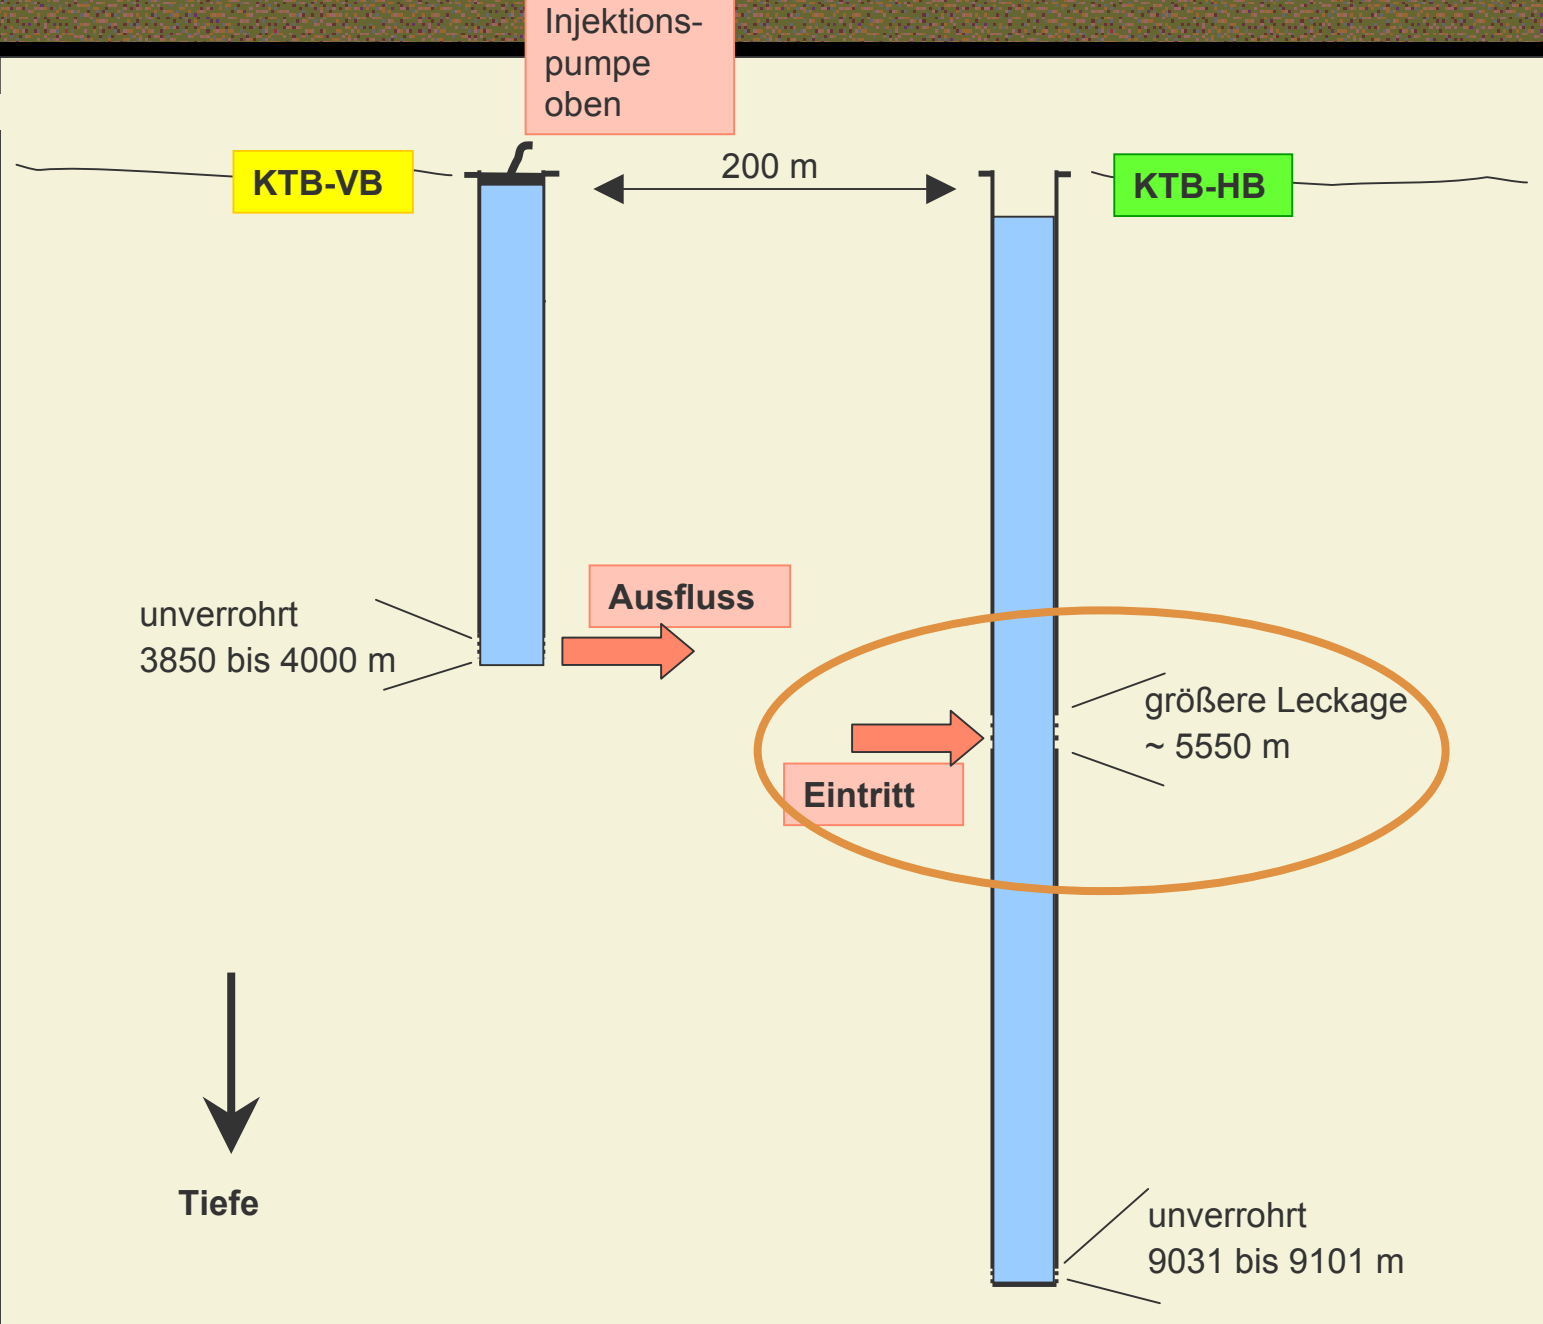 Injektions-
pumpe
oben
KTB-VB
200 m
KTB-HB
Ausfluss
unverrohrt
3850 bis 4000 m
größere Leckage
~ 5550 m
Eintritt
Tiefe
unverrohrt
9031 bis 9101 m